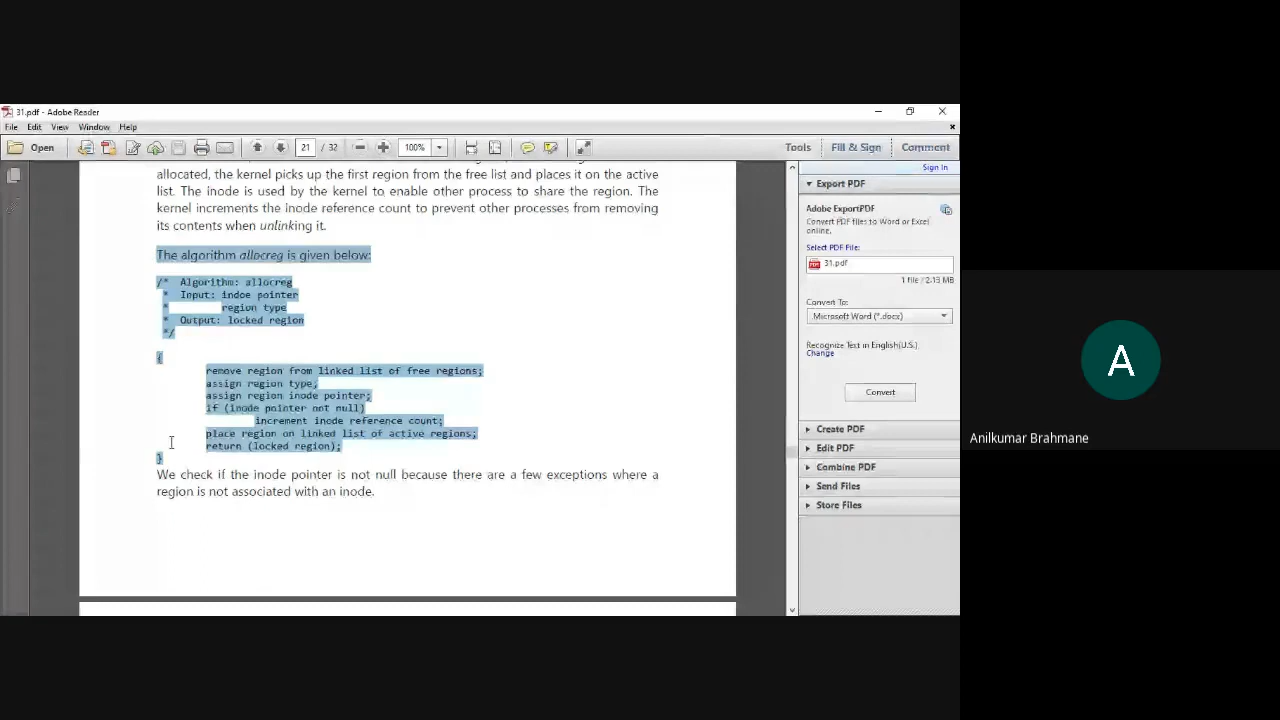 31.pdf - Adobe Reader
File Edit View Window Help
Open 21 / 32 100% Tools Fill & Sign Comment
allocated, the kernel picks up the first region from the free list and places it on the active
list. The inode is used by the kernel to enable other process to share the region. The
kernel increments the inode reference count to prevent other processes from removing
its contents when unlinking it.
The algorithm allocreg is given below:
/* Algorithm: allocreg
* Input: indoe pointer
* region type
* Output: locked region
*/
{
remove region from linked list of free regions;
assign region type;
assign region inode pointer;
if (inode pointer not null)
increment inode reference count;
place region on linked list of active regions;
return (locked region);
}
We check if the inode pointer is not null because there are a few exceptions where a
region is not associated with an inode.
Sign In
Export PDF
Adobe ExportPDF
Convert PDF files to Word or Excel
online.
Select PDF File:
31.pdf
1 file / 2.13 MB
Convert To:
Microsoft Word (*.docx)
Recognize Text in English(U.S.)
Change
Convert
Create PDF
Edit PDF
Combine PDF
Send Files
Store Files
A
Anilkumar Brahmane